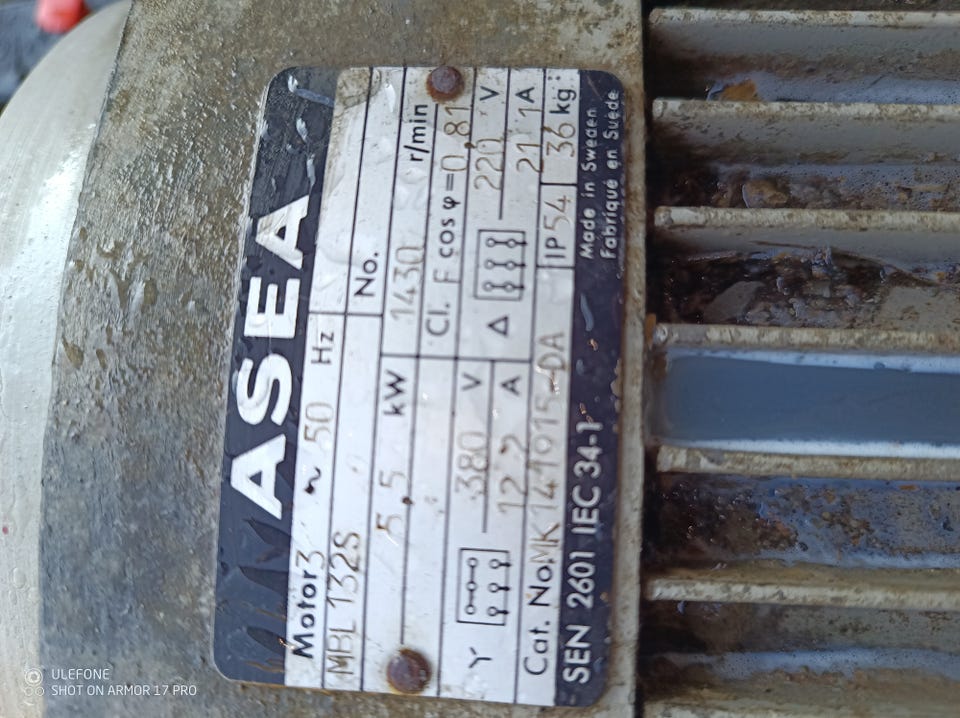 ASEA
Motor 3 ~ 50 Hz
MBL 132S No.
5,5 kW 1430 r/min
Cl. F cos φ=0,81
Y 380 V Δ 220 V
12,2 A 21,1 A
Cat. No. MK141015-DA IP54 36 kg
SEN 2601 IEC 34-1 Made in Sweden
Fabriqué en Suède
ULEFONE
SHOT ON ARMOR 17 PRO